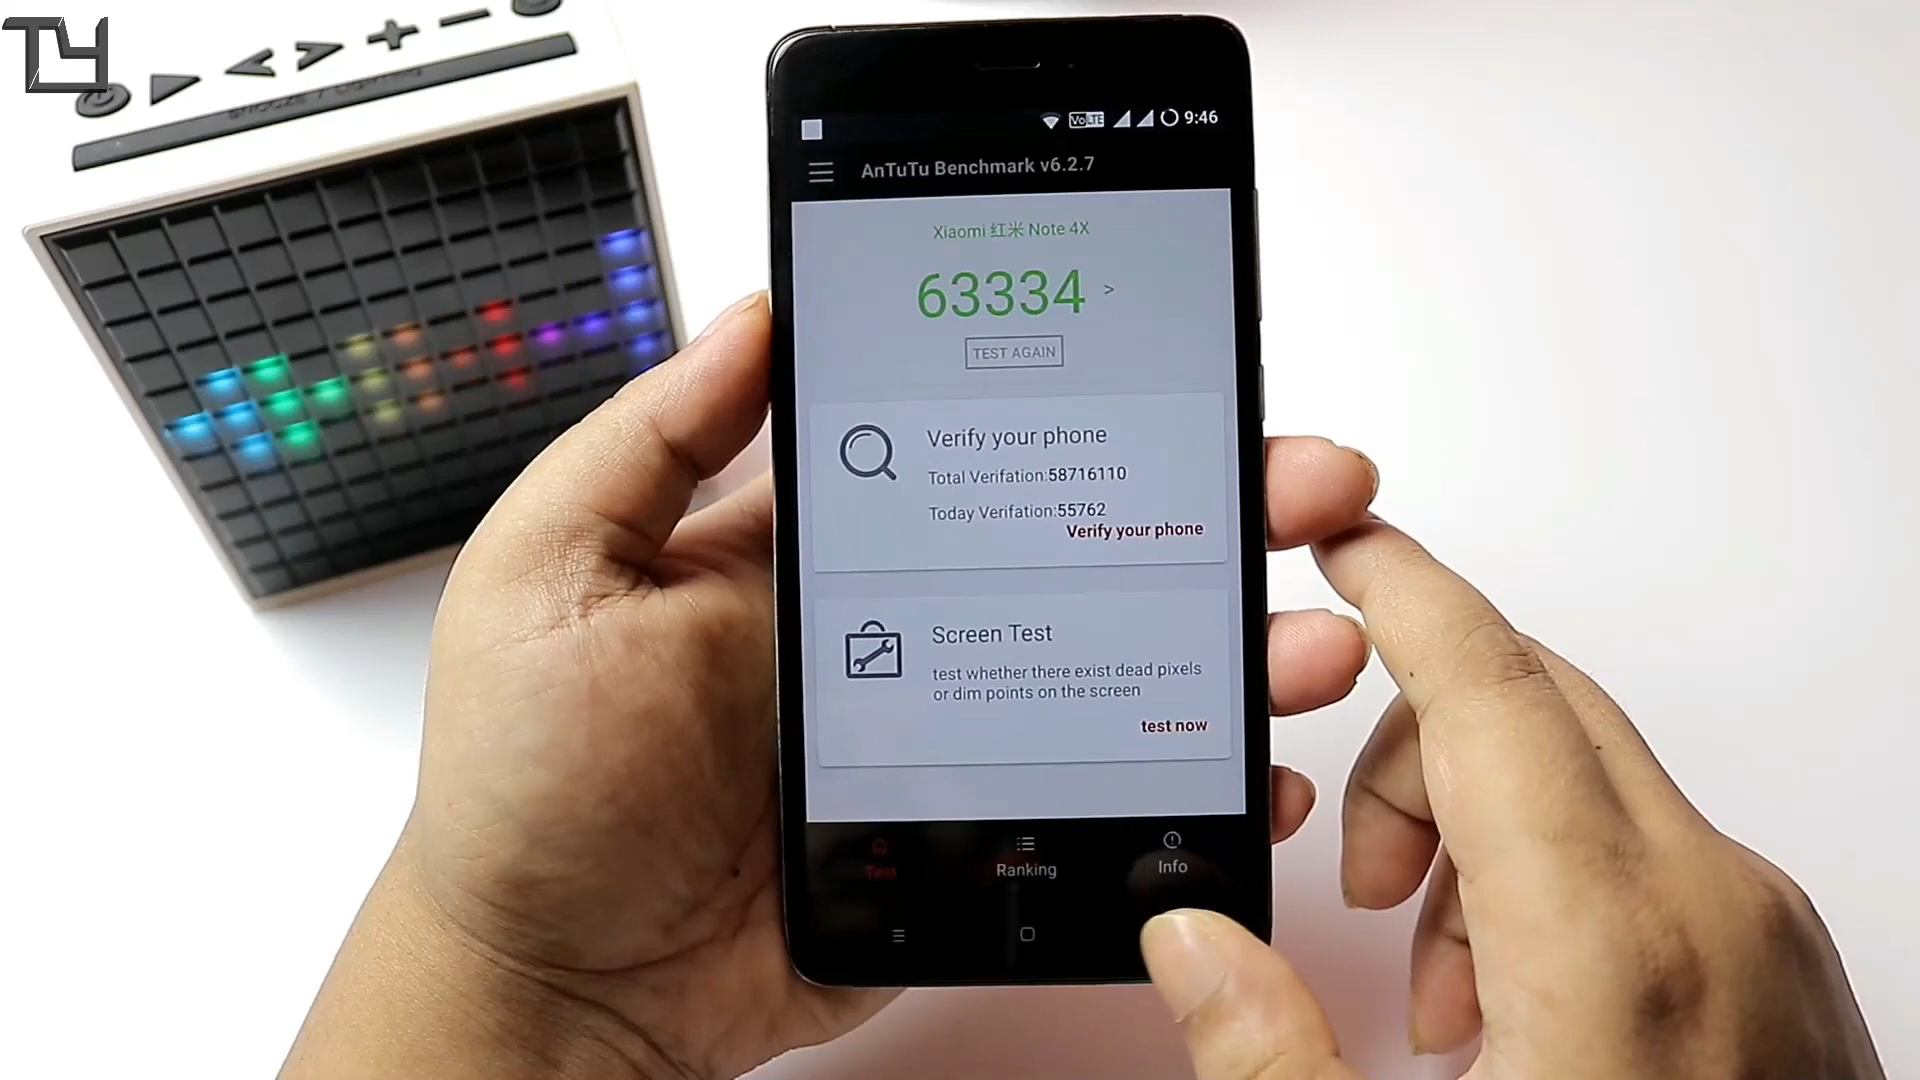 TY
VoLTE 9:46
AnTuTu Benchmark v6.2.7
Xiaomi 红米 Note 4X
63334 >
TEST AGAIN
Verify your phone
Total Verifation:58716110
Today Verifation:55762
Verify your phone
Screen Test
test whether there exist dead pixels
or dim points on the screen
test now
Test Ranking Info